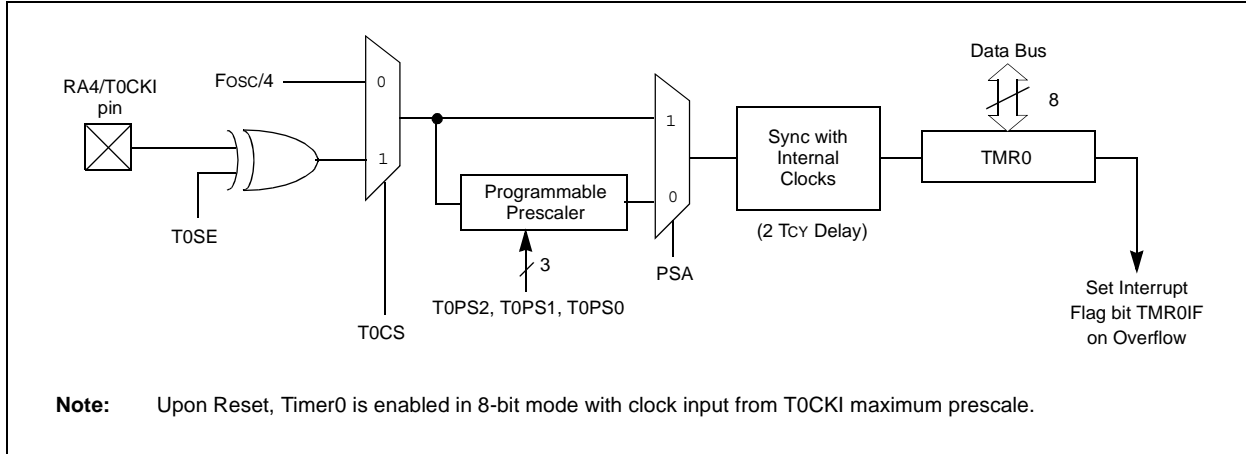 Data Bus
8
RA4/T0CKI
pin
FOSC/4
0
1
T0SE
T0CS
Programmable
Prescaler
3
T0PS2, T0PS1, T0PS0
1
0
PSA
Sync with
Internal
Clocks
(2 TCY Delay)
TMR0
Set Interrupt
Flag bit TMR0IF
on Overflow
Note: Upon Reset, Timer0 is enabled in 8-bit mode with clock input from T0CKI maximum prescale.